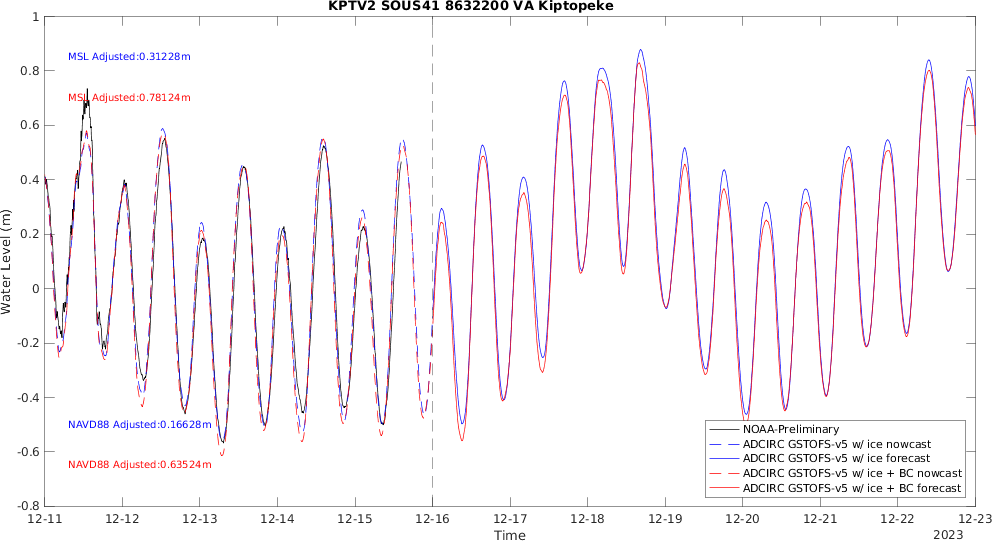 KPTV2 SOUS41 8632200 VA Kiptopeke
1
0.8
0.6
0.4
0.2
0
-0.2
-0.4
-0.6
-0.8
Water Level (m)
MSL Adjusted:0.31228m
MSL Adjusted:0.78124m
NAVD88 Adjusted:0.16628m
NAVD88 Adjusted:0.63524m
NOAA-Preliminary
ADCIRC GSTOFS-v5 w/ ice nowcast
ADCIRC GSTOFS-v5 w/ ice forecast
ADCIRC GSTOFS-v5 w/ ice + BC nowcast
ADCIRC GSTOFS-v5 w/ ice + BC forecast
12-11 12-12 12-13 12-14 12-15 12-16 12-17 12-18 12-19 12-20 12-21 12-22 12-23
Time
2023